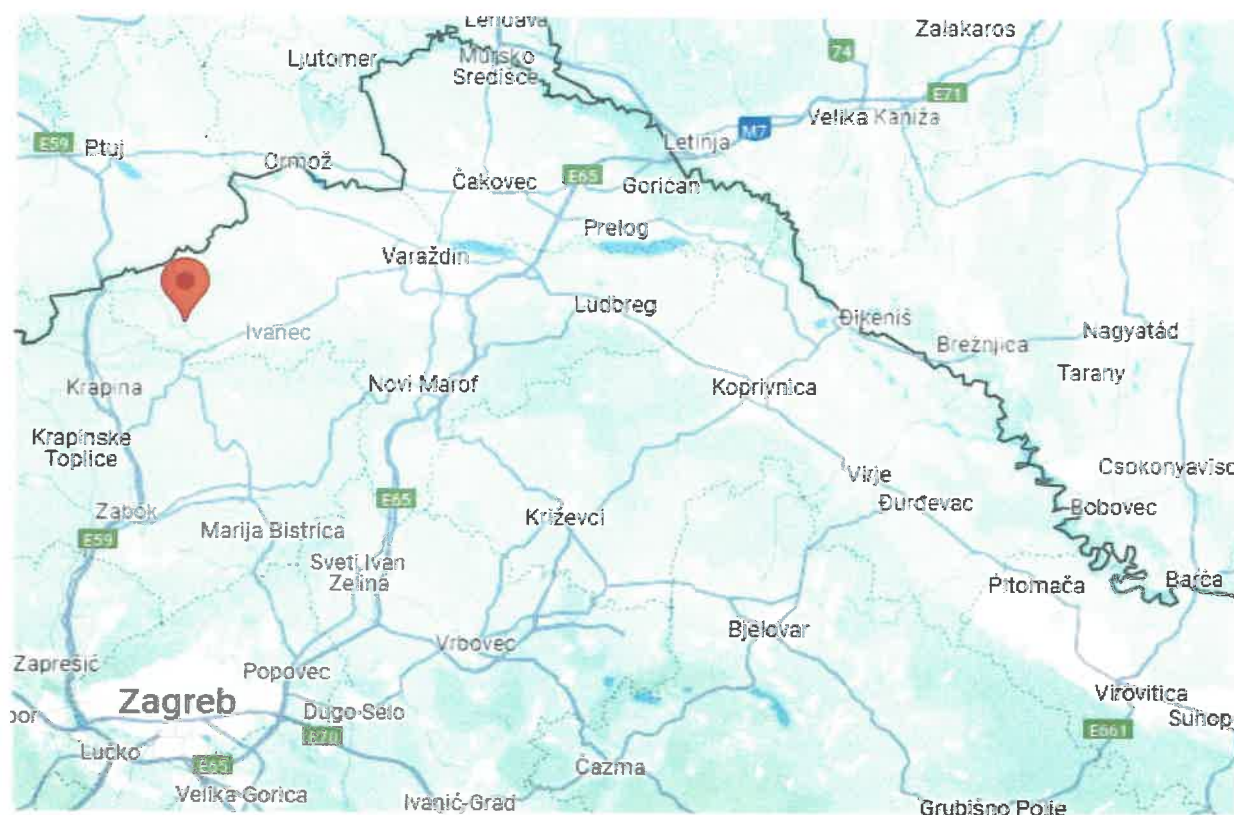 Lendava
Zalakaros
74
Ljutomer
Mursko
Središće
E71
Velika Kaniža
M7
Letinja
E59
Ptuj
Ormož
Čakovec
E65
Goričan
Prelog
Varaždin
Ludbreg
Đikeniš
Ivanec
Nagyatád
Brežnjica
Tarany
Krapina
Novi Marof
Koprivnica
Krapinske
Toplice
Virje
Csokonyaviso
E65
Đurđevac
Bobovec
Zabok
Križevci
Marija Bistrica
E59
Sveti Ivan
Zelina
Pitomača
Barča
Bjelovar
Vrbovec
Zaprešić
Popovec
Virovitica
Zagreb
Dugo Selo
bor
Suhop
E70
E661
Lučko
E65
Čazma
Velika Gorica
Ivanić-Grad
Grubišno Polje